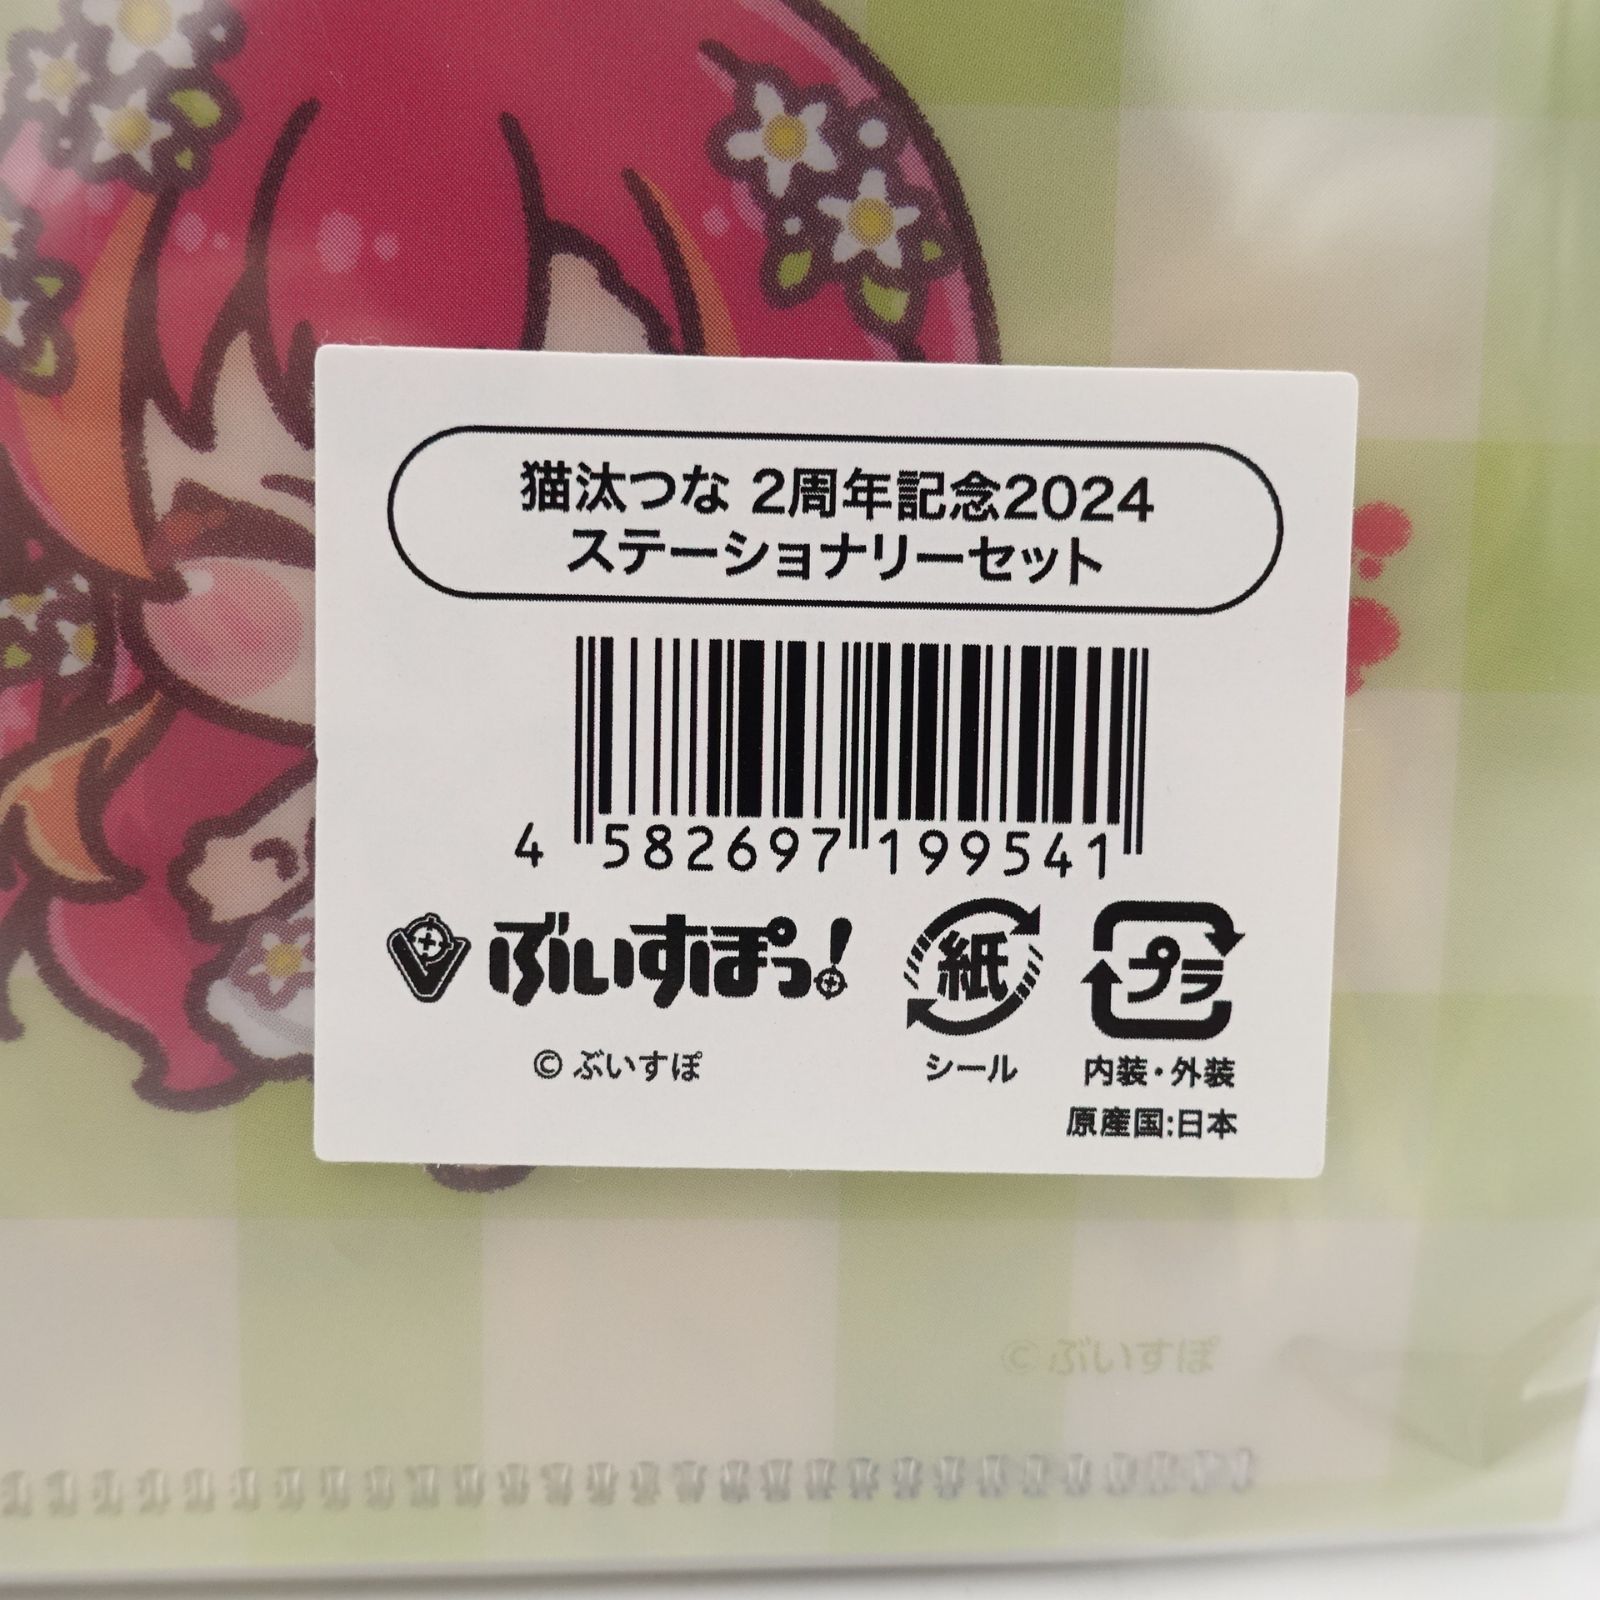 猫汰つな 2周年記念2024
ステーショナリーセット
4 582697 199541
ぶいすぽっ!
紙
プラ
© ぶいすぽ
シール
内装・外装
原産国:日本
©ぶいすぽ